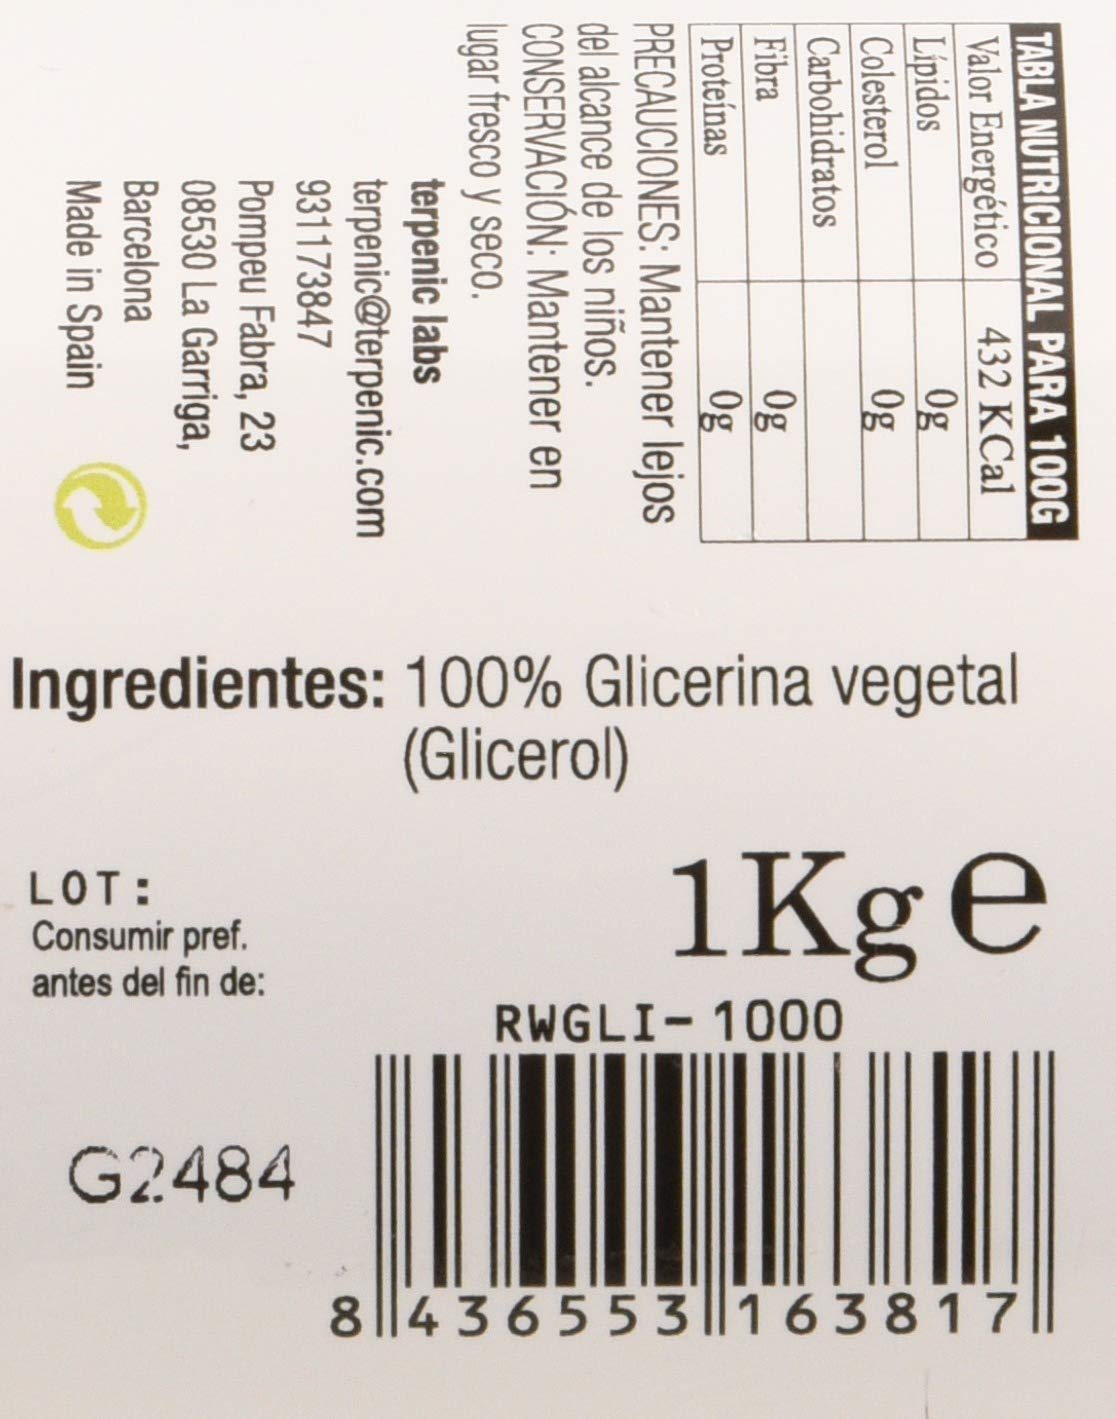 TABLA NUTRICIONAL PARA 100G
Valor Energético 432 KCal
Lípidos 0g
Colesterol 0g
Carbohidratos
Fibra 0g
Proteínas 0g
PRECAUCIONES: Mantener lejos
del alcance de los niños.
CONSERVACIÓN: Mantener en
lugar fresco y seco.
terpenic labs
terpenic@terpenic.com
931173847
Pompeu Fabra, 23
08530 La Garriga,
Barcelona
Made in Spain
Ingredientes: 100% Glicerina vegetal
(Glicerol)
1Kg e
LOT:
Consumir pref.
antes del fin de:
G2484
RWGLI-1000
8 436553 163817